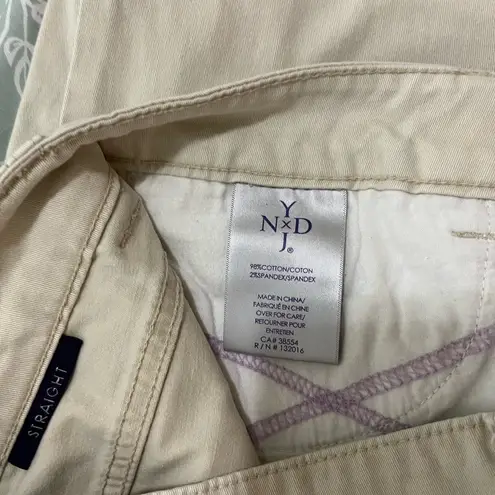 Y
N x D
J®
98%COTTON/COTON
2%SPANDEX/SPANDEX
MADE IN CHINA/
FABRIQUÉ EN CHINE
OVER FOR CARE/
RETOURNER POUR
ENTRETIEN
CA# 38554
R/N# 132016
STRAIGHT